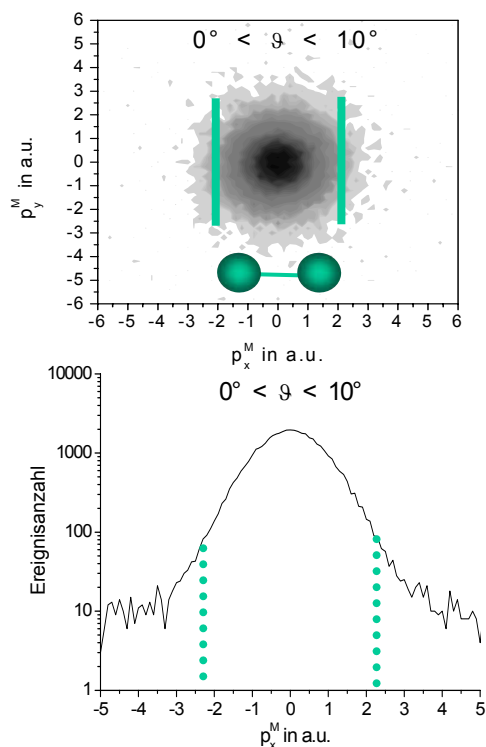 6
0° < ϑ < 10°
5
4
3
2
1
0
-1
-2
-3
-4
-5
-6
p_y^M in a.u.
-6 -5 -4 -3 -2 -1 0 1 2 3 4 5 6
p_x^M in a.u.
10000
0° < ϑ < 10°
1000
100
10
1
Ereignisanzahl
-5 -4 -3 -2 -1 0 1 2 3 4 5
p_x^M in a.u.